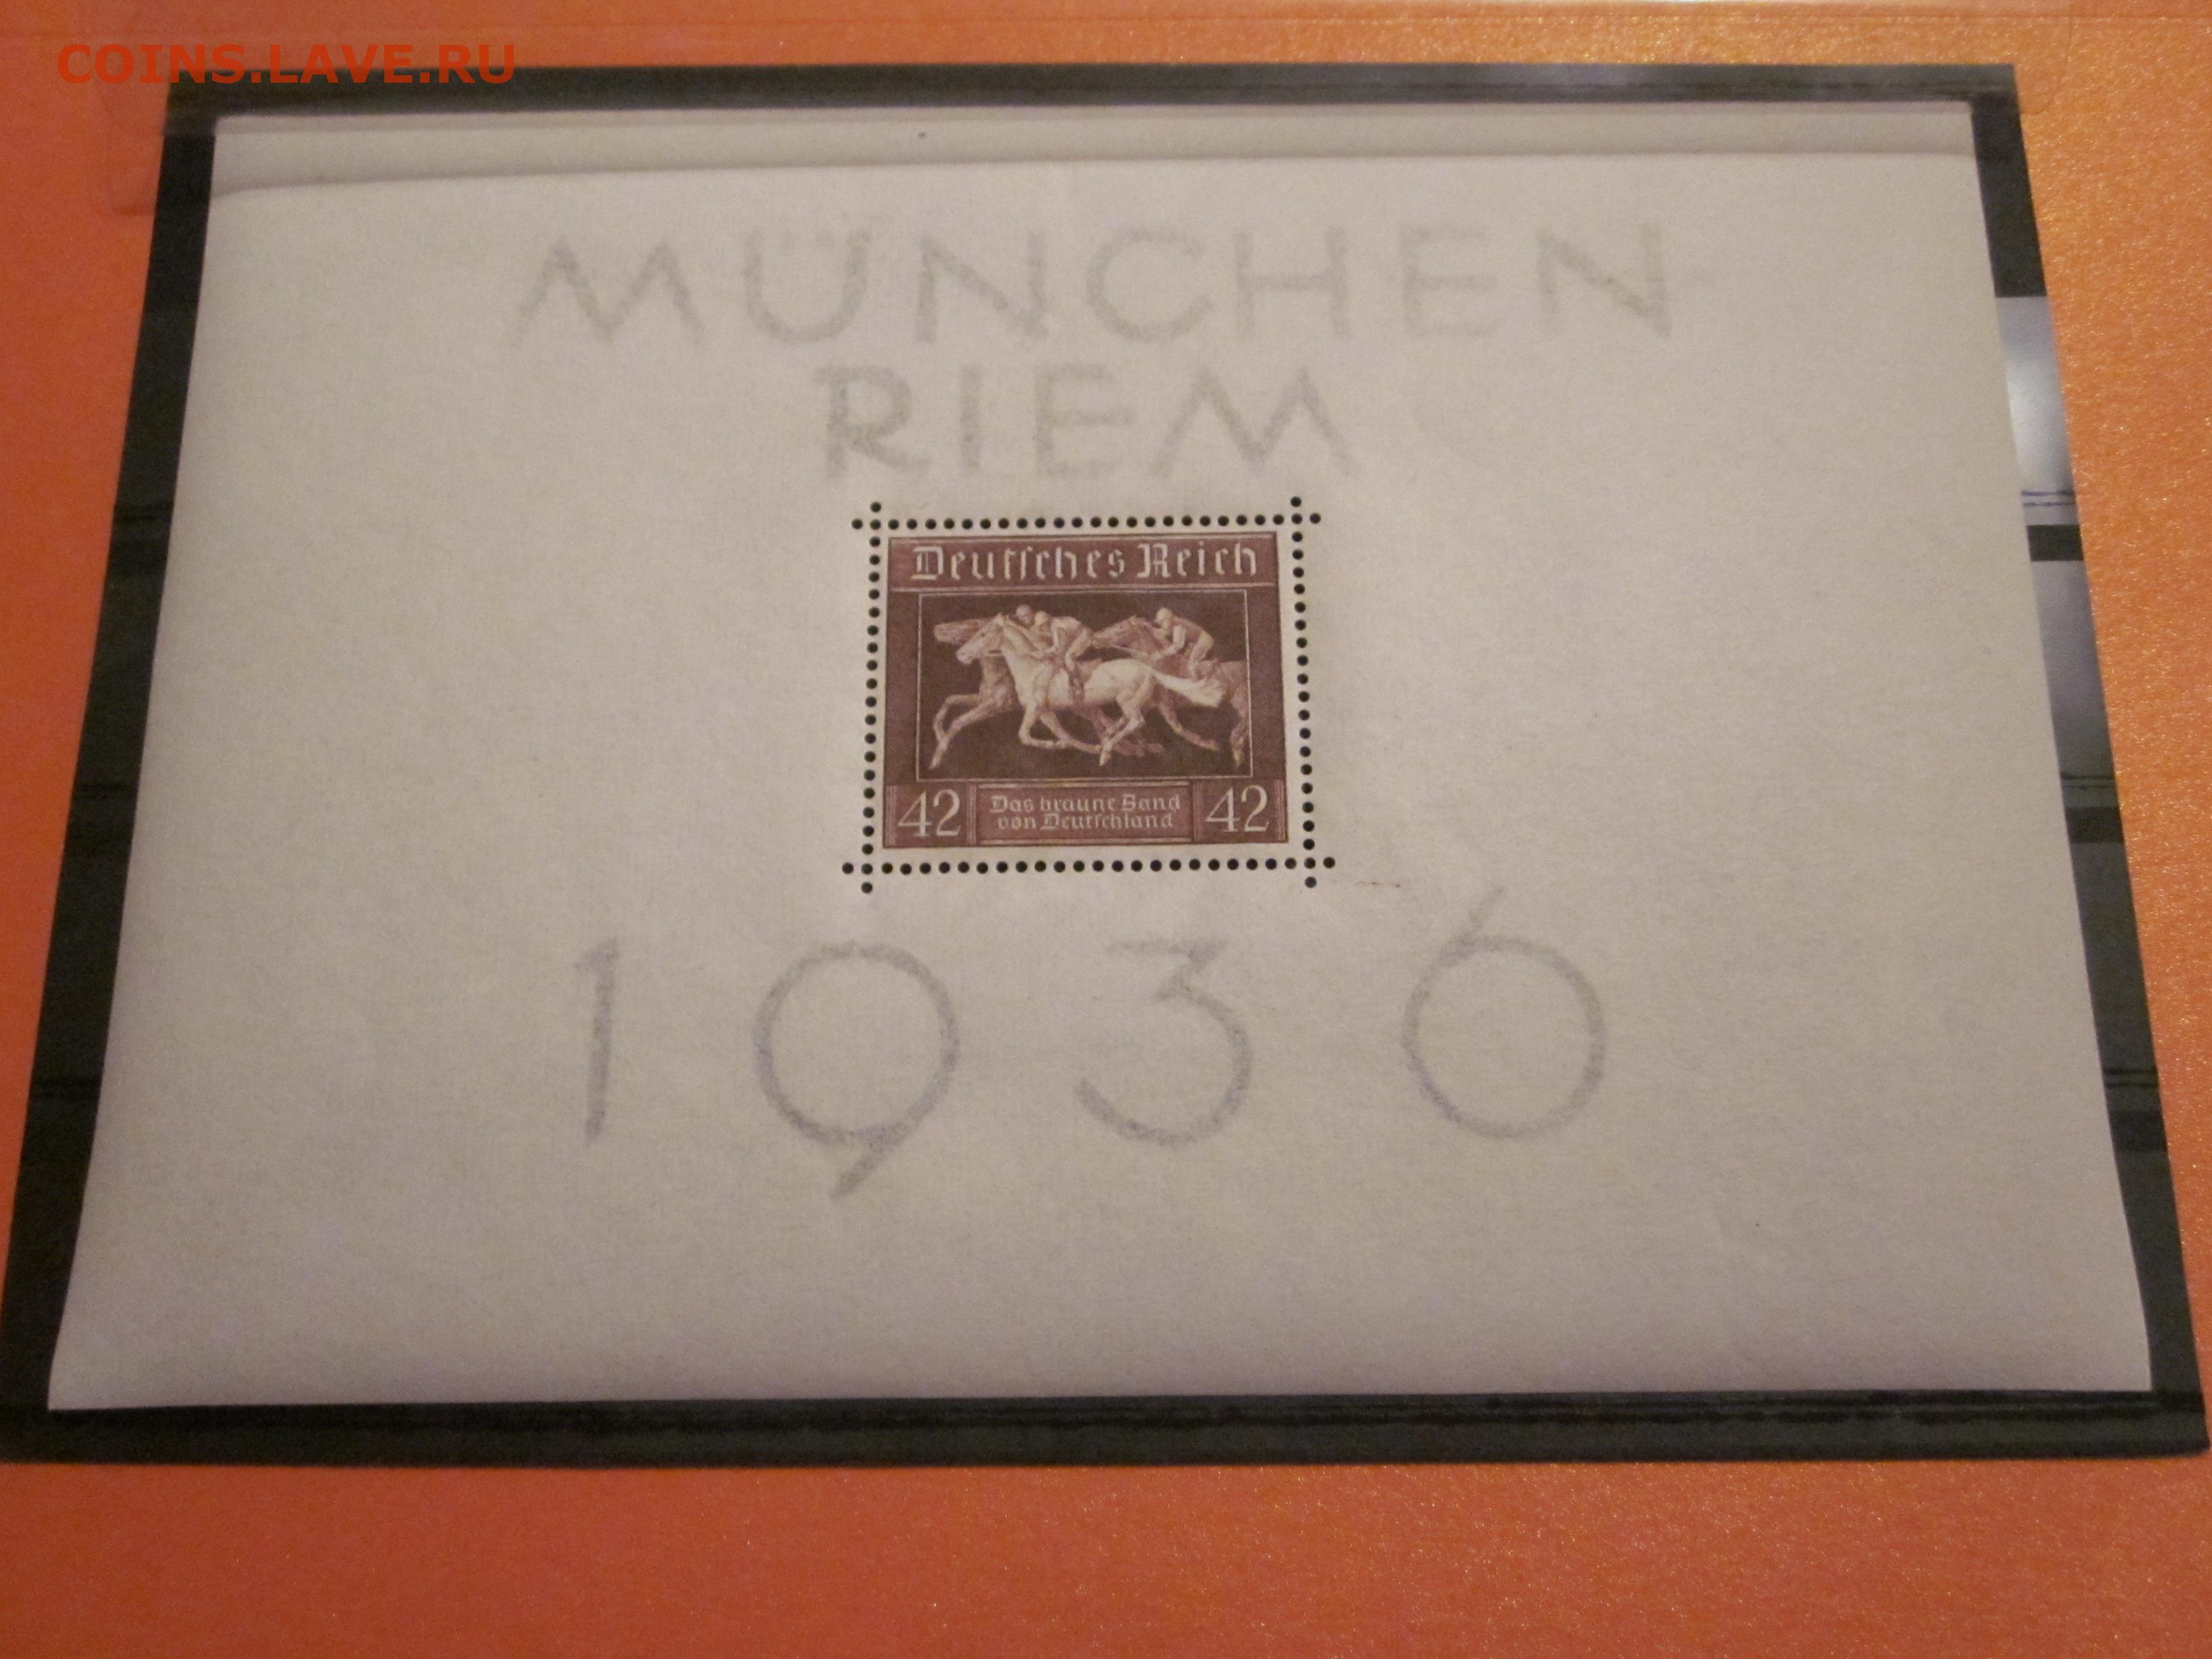 COINS.LAVE.RU
MÜNCHEN-
RIEM
Deutsches Reich
42 Das braune Band 42
von Deutschland
1936